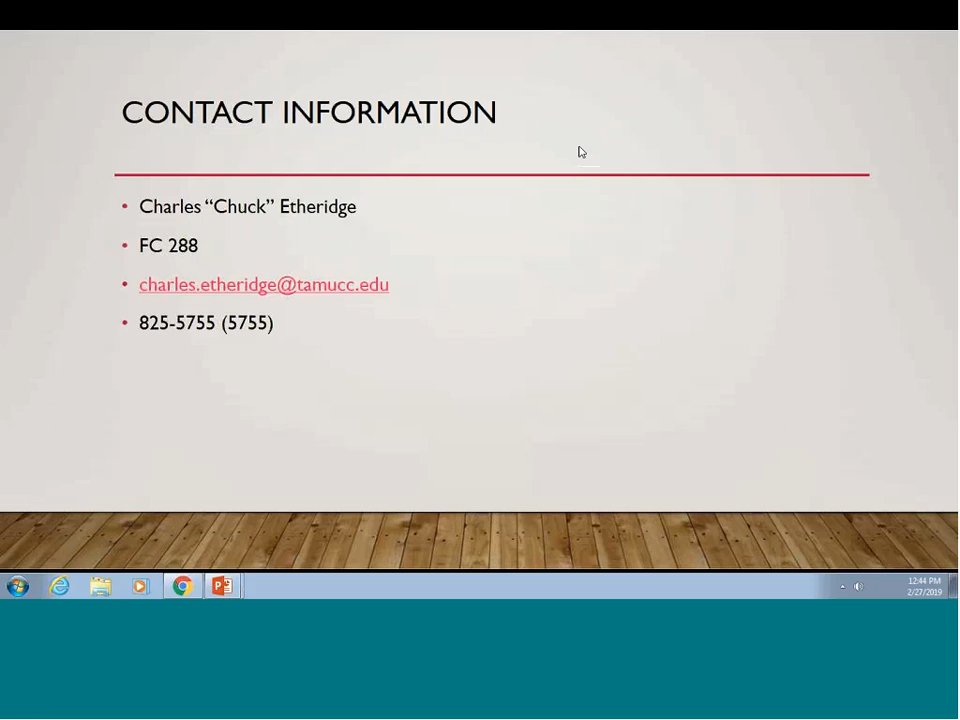 CONTACT INFORMATION
• Charles “Chuck” Etheridge
• FC 288
• charles.etheridge@tamucc.edu
• 825-5755 (5755)
12:44 PM
2/27/2019